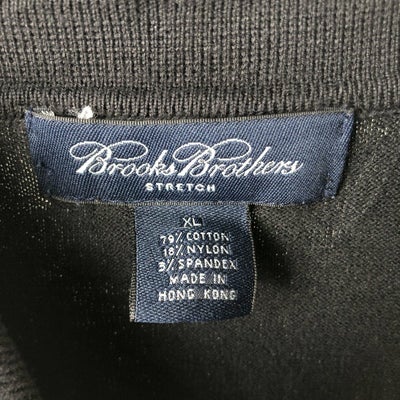 Brooks Brothers
STRETCH
XL
79% COTTON
18% NYLON
3% SPANDEX
MADE IN
HONG KONG